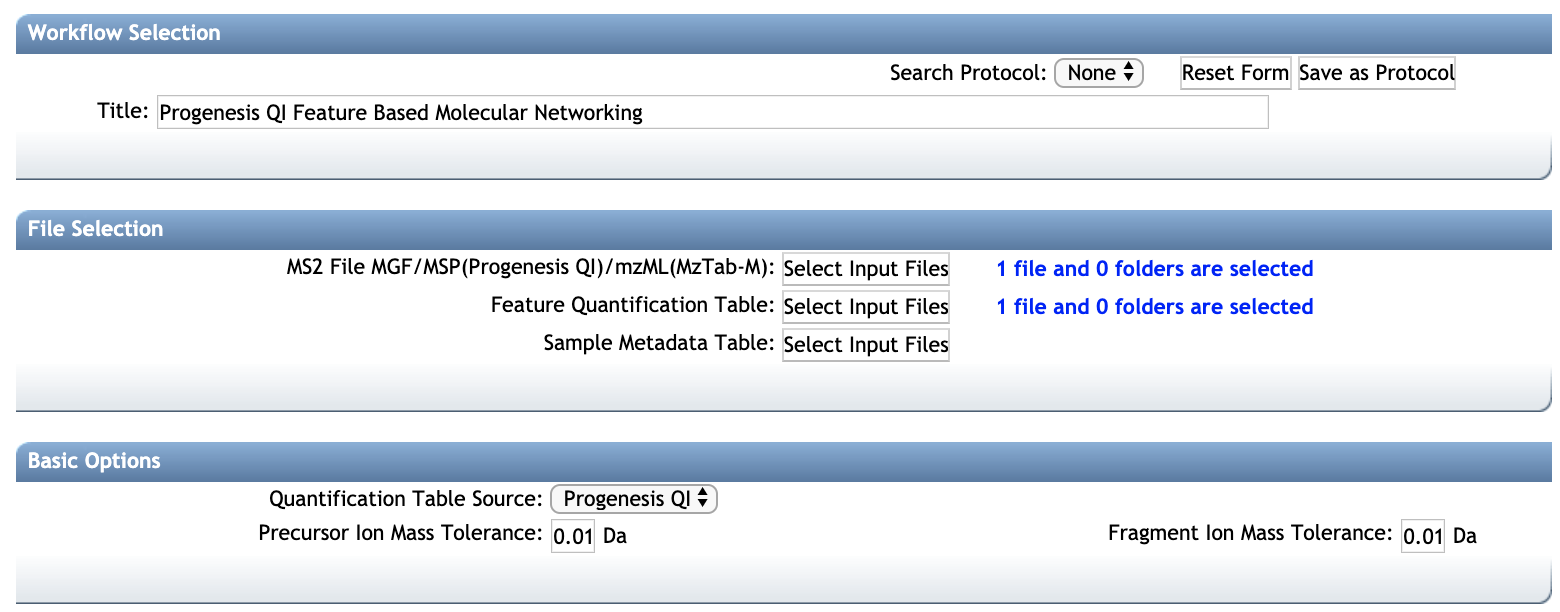 Workflow Selection
Search Protocol: None Reset Form Save as Protocol
Title: Progenesis QI Feature Based Molecular Networking
File Selection
MS2 File MGF/MSP(Progenesis QI)/mzML(MzTab-M): Select Input Files 1 file and 0 folders are selected
Feature Quantification Table: Select Input Files 1 file and 0 folders are selected
Sample Metadata Table: Select Input Files
Basic Options
Quantification Table Source: Progenesis QI
Precursor Ion Mass Tolerance: 0.01 Da Fragment Ion Mass Tolerance: 0.01 Da